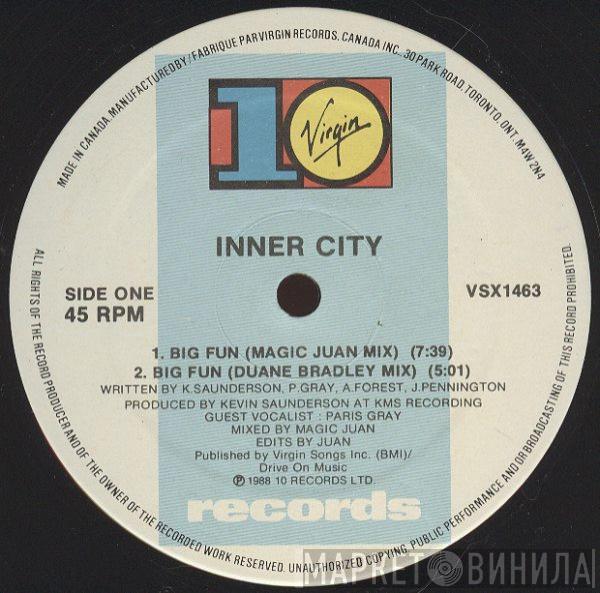 MADE IN CANADA. MANUFACTURED BY / FABRIQUE PAR VIRGIN RECORDS. CANADA INC. 30 PARK ROAD, TORONTO, ONT. M4W 2N4
10
Virgin
INNER CITY
SIDE ONE
45 RPM
VSX1463
1. BIG FUN (MAGIC JUAN MIX) (7:39)
2. BIG FUN (DUANE BRADLEY MIX) (5:01)
WRITTEN BY K.SAUNDERSON, P.GRAY, A.FOREST, J.PENNINGTON
PRODUCED BY KEVIN SAUNDERSON AT KMS RECORDING
GUEST VOCALIST : PARIS GRAY
MIXED BY MAGIC JUAN
EDITS BY JUAN
Published by Virgin Songs Inc. (BMI)/
Drive On Music
℗ 1988 10 RECORDS LTD.
records
ALL RIGHTS OF THE RECORD PRODUCER AND OF THE OWNER OF THE RECORDED WORK RESERVED. UNAUTHORIZED COPYING, PUBLIC PERFORMANCE AND OR BROADCASTING OF THIS RECORD PROHIBITED.
МАРКЕТ ВИНИЛА